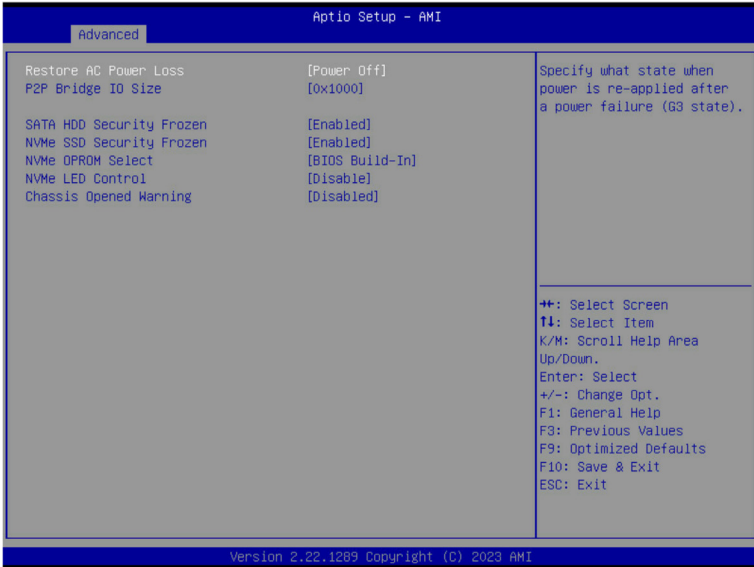 Aptio Setup - AMI
Advanced
Restore AC Power Loss [Power Off]
P2P Bridge IO Size [0x1000]
SATA HDD Security Frozen [Enabled]
NVMe SSD Security Frozen [Enabled]
NVMe OPROM Select [BIOS Build-In]
NVMe LED Control [Disable]
Chassis Opened Warning [Disabled]
Specify what state when
power is re-applied after
a power failure (G3 state).
→←: Select Screen
↑↓: Select Item
K/M: Scroll Help Area
Up/Down.
Enter: Select
+/-: Change Opt.
F1: General Help
F3: Previous Values
F9: Optimized Defaults
F10: Save & Exit
ESC: Exit
Version 2.22.1289 Copyright (C) 2023 AMI